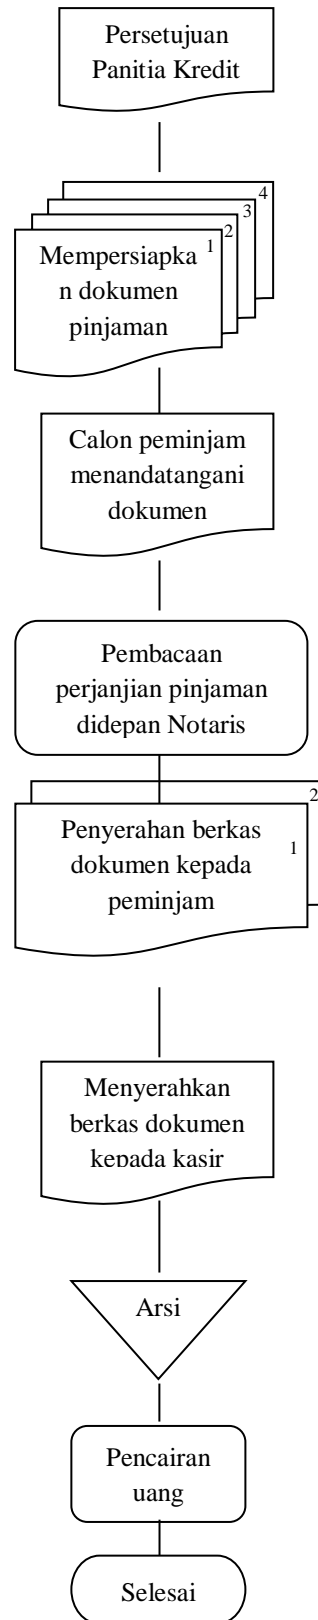 Persetujuan
Panitia Kredit
4
3
2
1
Mempersiapka
n dokumen
pinjaman
Calon peminjam
menandatangani
dokumen
Pembacaan
perjanjian pinjaman
didepan Notaris
2
Penyerahan berkas
1
dokumen kepada
peminjam
Menyerahkan
berkas dokumen
kepada kasir
Arsi
Pencairan
uang
Selesai